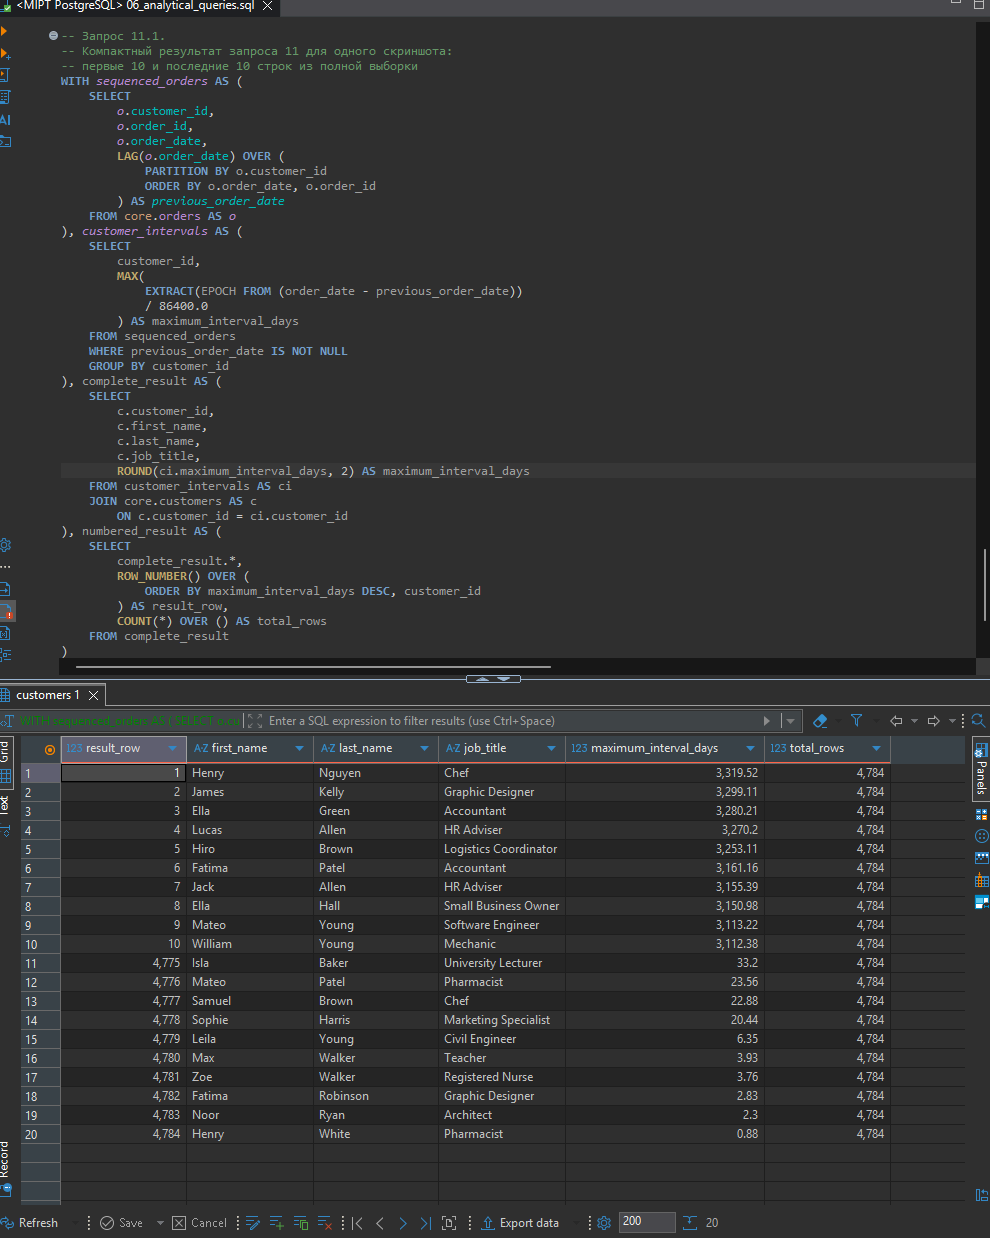 <MIPT PostgreSQL> 06_analytical_queries.sql
-- Запрос 11.1.
-- Компактный результат запроса 11 для одного скриншота:
-- первые 10 и последние 10 строк из полной выборки
WITH sequenced_orders AS (
SELECT
o.customer_id,
o.order_id,
o.order_date,
LAG(o.order_date) OVER (
PARTITION BY o.customer_id
ORDER BY o.order_date, o.order_id
) AS previous_order_date
FROM core.orders AS o
), customer_intervals AS (
SELECT
customer_id,
MAX(
EXTRACT(EPOCH FROM (order_date - previous_order_date))
/ 86400.0
) AS maximum_interval_days
FROM sequenced_orders
WHERE previous_order_date IS NOT NULL
GROUP BY customer_id
), complete_result AS (
SELECT
c.customer_id,
c.first_name,
c.last_name,
c.job_title,
ROUND(ci.maximum_interval_days, 2) AS maximum_interval_days
FROM customer_intervals AS ci
JOIN core.customers AS c
ON c.customer_id = ci.customer_id
), numbered_result AS (
SELECT
complete_result.*,
ROW_NUMBER() OVER (
ORDER BY maximum_interval_days DESC, customer_id
) AS result_row,
COUNT(*) OVER () AS total_rows
FROM complete_result
)
customers 1
WITH sequenced_orders AS ( SELECT o.cu Enter a SQL expression to filter results (use Ctrl+Space)
Grid
Text
Record
Panels
123 result_row A-Z first_name A-Z last_name A-Z job_title 123 maximum_interval_days 123 total_rows
1 1 Henry Nguyen Chef 3,319.52 4,784
2 2 James Kelly Graphic Designer 3,299.11 4,784
3 3 Ella Green Accountant 3,280.21 4,784
4 4 Lucas Allen HR Adviser 3,270.2 4,784
5 5 Hiro Brown Logistics Coordinator 3,253.11 4,784
6 6 Fatima Patel Accountant 3,161.16 4,784
7 7 Jack Allen HR Adviser 3,155.39 4,784
8 8 Ella Hall Small Business Owner 3,150.98 4,784
9 9 Mateo Young Software Engineer 3,113.22 4,784
10 10 William Young Mechanic 3,112.38 4,784
11 4,775 Isla Baker University Lecturer 33.2 4,784
12 4,776 Mateo Patel Pharmacist 23.56 4,784
13 4,777 Samuel Brown Chef 22.88 4,784
14 4,778 Sophie Harris Marketing Specialist 20.44 4,784
15 4,779 Leila Young Civil Engineer 6.35 4,784
16 4,780 Max Walker Teacher 3.93 4,784
17 4,781 Zoe Walker Registered Nurse 3.76 4,784
18 4,782 Fatima Robinson Graphic Designer 2.83 4,784
19 4,783 Noor Ryan Architect 2.3 4,784
20 4,784 Henry White Pharmacist 0.88 4,784
Refresh Save Cancel Export data 200 20